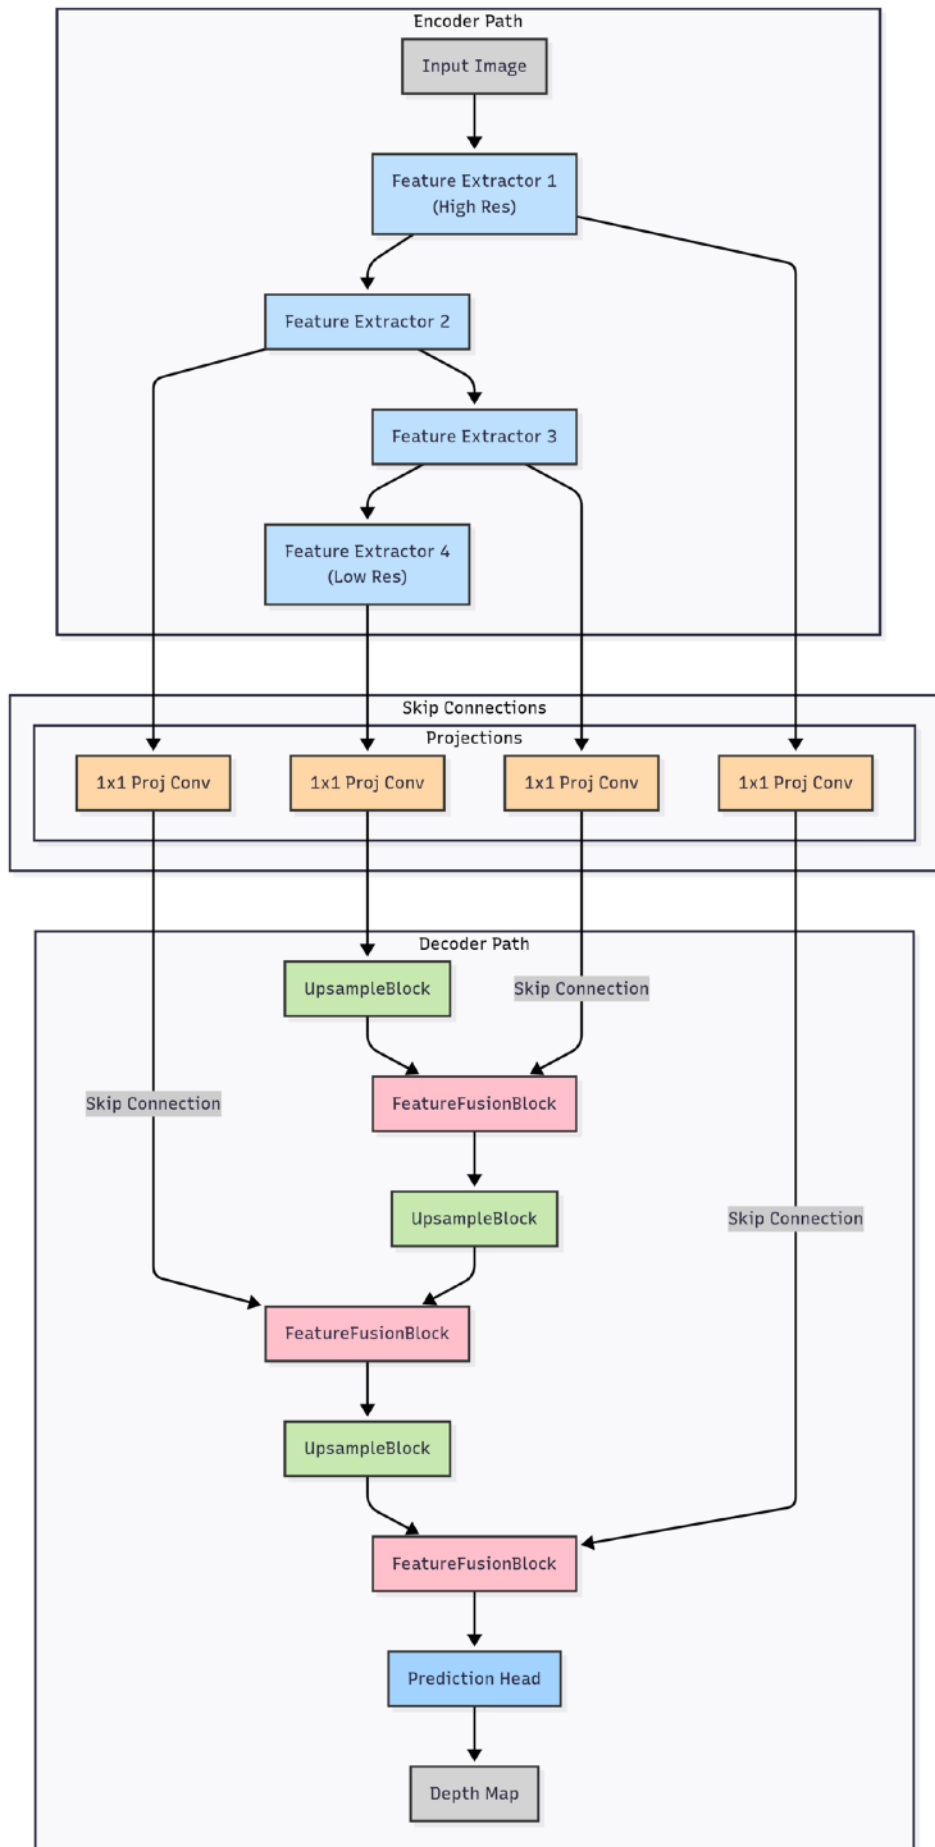 Encoder Path
Input Image
Feature Extractor 1
(High Res)
Feature Extractor 2
Feature Extractor 3
Feature Extractor 4
(Low Res)
Skip Connections
Projections
1x1 Proj Conv
1x1 Proj Conv
1x1 Proj Conv
1x1 Proj Conv
Decoder Path
UpsampleBlock
Skip Connection
FeatureFusionBlock
Skip Connection
UpsampleBlock
Skip Connection
FeatureFusionBlock
UpsampleBlock
FeatureFusionBlock
Prediction Head
Depth Map